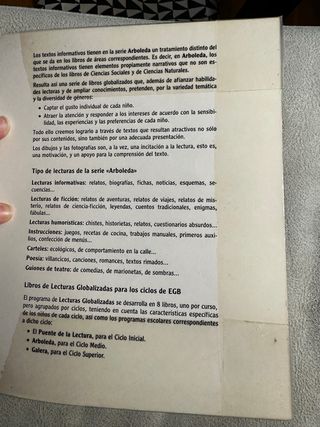 Los textos informativos tienen en la serie Arboleda un tratamiento distinto del
que se da en los libros de áreas correspondientes. Es decir, en Arboleda, los
textos informativos tienen elementos propiamente narrativos que no son es-
pecíficos de los libros de Ciencias Sociales y de Ciencias Naturales.
Resulta así una serie de libros globalizados que, además de afianzar habilida-
des lectoras y de ampliar conocimientos, pretenden, por la variedad temática
y la diversidad de géneros:
• Captar el gusto individual de cada niño.
• Atraer la atención y responder a los intereses de acuerdo con la sensibi-
lidad, las experiencias y las preferencias de cada niño.
Todo ello creemos lograrlo a través de textos que resultan atractivos no sólo
por sus contenidos, sino también por una adecuada presentación.
Los dibujos y las fotografías son, a la vez, una incitación a la lectura, esto es,
una motivación, y un apoyo para la comprensión del texto.
Tipo de lecturas de la serie «Arboleda»
Lecturas informativas: relatos, biografías, fichas, noticias, esquemas, se-
cuencias...
Lecturas de ficción: relatos de aventuras, relatos de viajes, relatos de mis-
terio, relatos de ciencia-ficción, leyendas, cuentos tradicionales, enigmas,
fábulas...
Lecturas humorísticas: chistes, historietas, relatos, cuestionarios absurdos...
Instrucciones: juegos, recetas de cocina, trabajos manuales, primeros auxi-
lios, confección de menús...
Carteles: ecológicos, de comportamiento en la calle...
Poesía: villancicos, canciones, romances, textos rimados...
Guiones de teatro: de comedias, de marionetas, de sombras...
Libros de Lecturas Globalizadas para los ciclos de EGB
El programa de Lecturas Globalizadas se desarrolla en 8 libros, uno por curso,
pero agrupados por ciclos, teniendo en cuenta las características específicas
de los niños de cada ciclo, así como los programas escolares correspondientes
a dicho ciclo:
• El Puente de la Lectura, para el Ciclo Inicial.
• Arboleda, para el Ciclo Medio.
• Galera, para el Ciclo Superior.